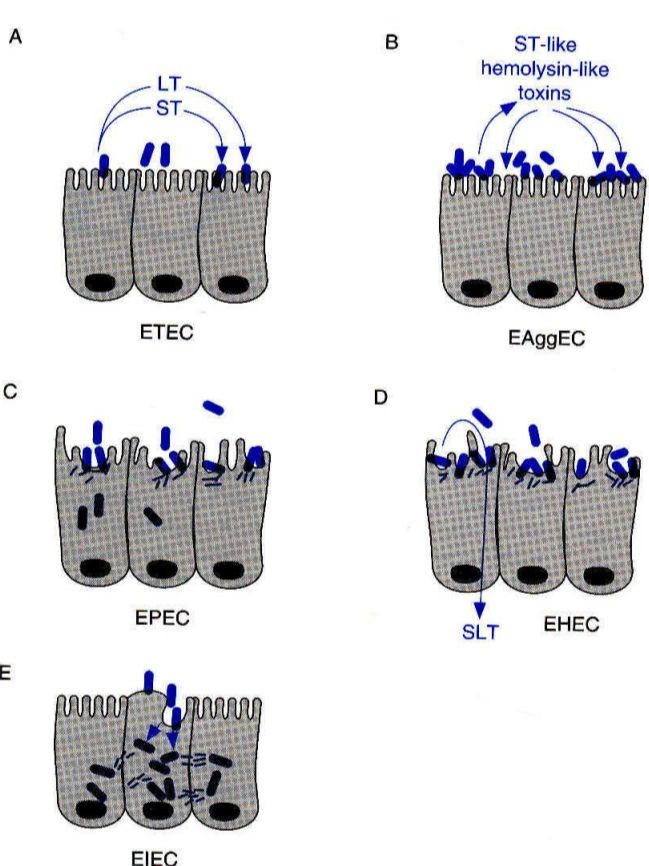 A
LT
ST
ETEC
B
ST-like
hemolysin-like
toxins
EAggEC
C
EPEC
D
SLT
EHEC
E
EIEC